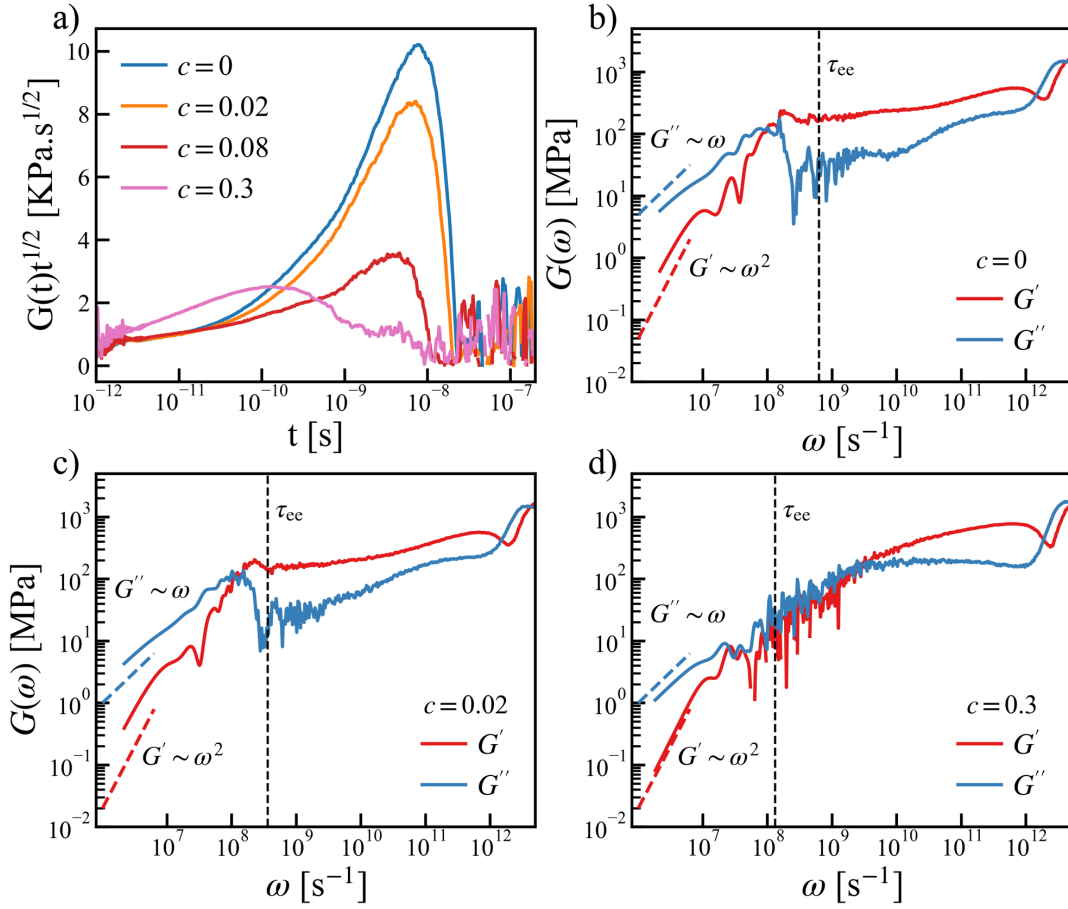 a)
G(t)t^{1/2} [KPa.s^{1/2}]
10
8
6
4
2
0
c = 0
c = 0.02
c = 0.08
c = 0.3
10^{-12} 10^{-11} 10^{-10} 10^{-9} 10^{-8} 10^{-7}
t [s]
b)
G(ω) [MPa]
10^3
10^2
10^1
10^0
10^{-1}
10^{-2}
τ_{ee}
G'' ~ ω
G' ~ ω^2
c = 0
G'
G''
10^7 10^8 10^9 10^{10} 10^{11} 10^{12}
ω [s^{-1}]
c)
G(ω) [MPa]
10^3
10^2
10^1
10^0
10^{-1}
10^{-2}
τ_{ee}
G'' ~ ω
G' ~ ω^2
c = 0.02
G'
G''
10^7 10^8 10^9 10^{10} 10^{11} 10^{12}
ω [s^{-1}]
d)
10^3
10^2
10^1
10^0
10^{-1}
10^{-2}
τ_{ee}
G'' ~ ω
G' ~ ω^2
c = 0.3
G'
G''
10^7 10^8 10^9 10^{10} 10^{11} 10^{12}
ω [s^{-1}]